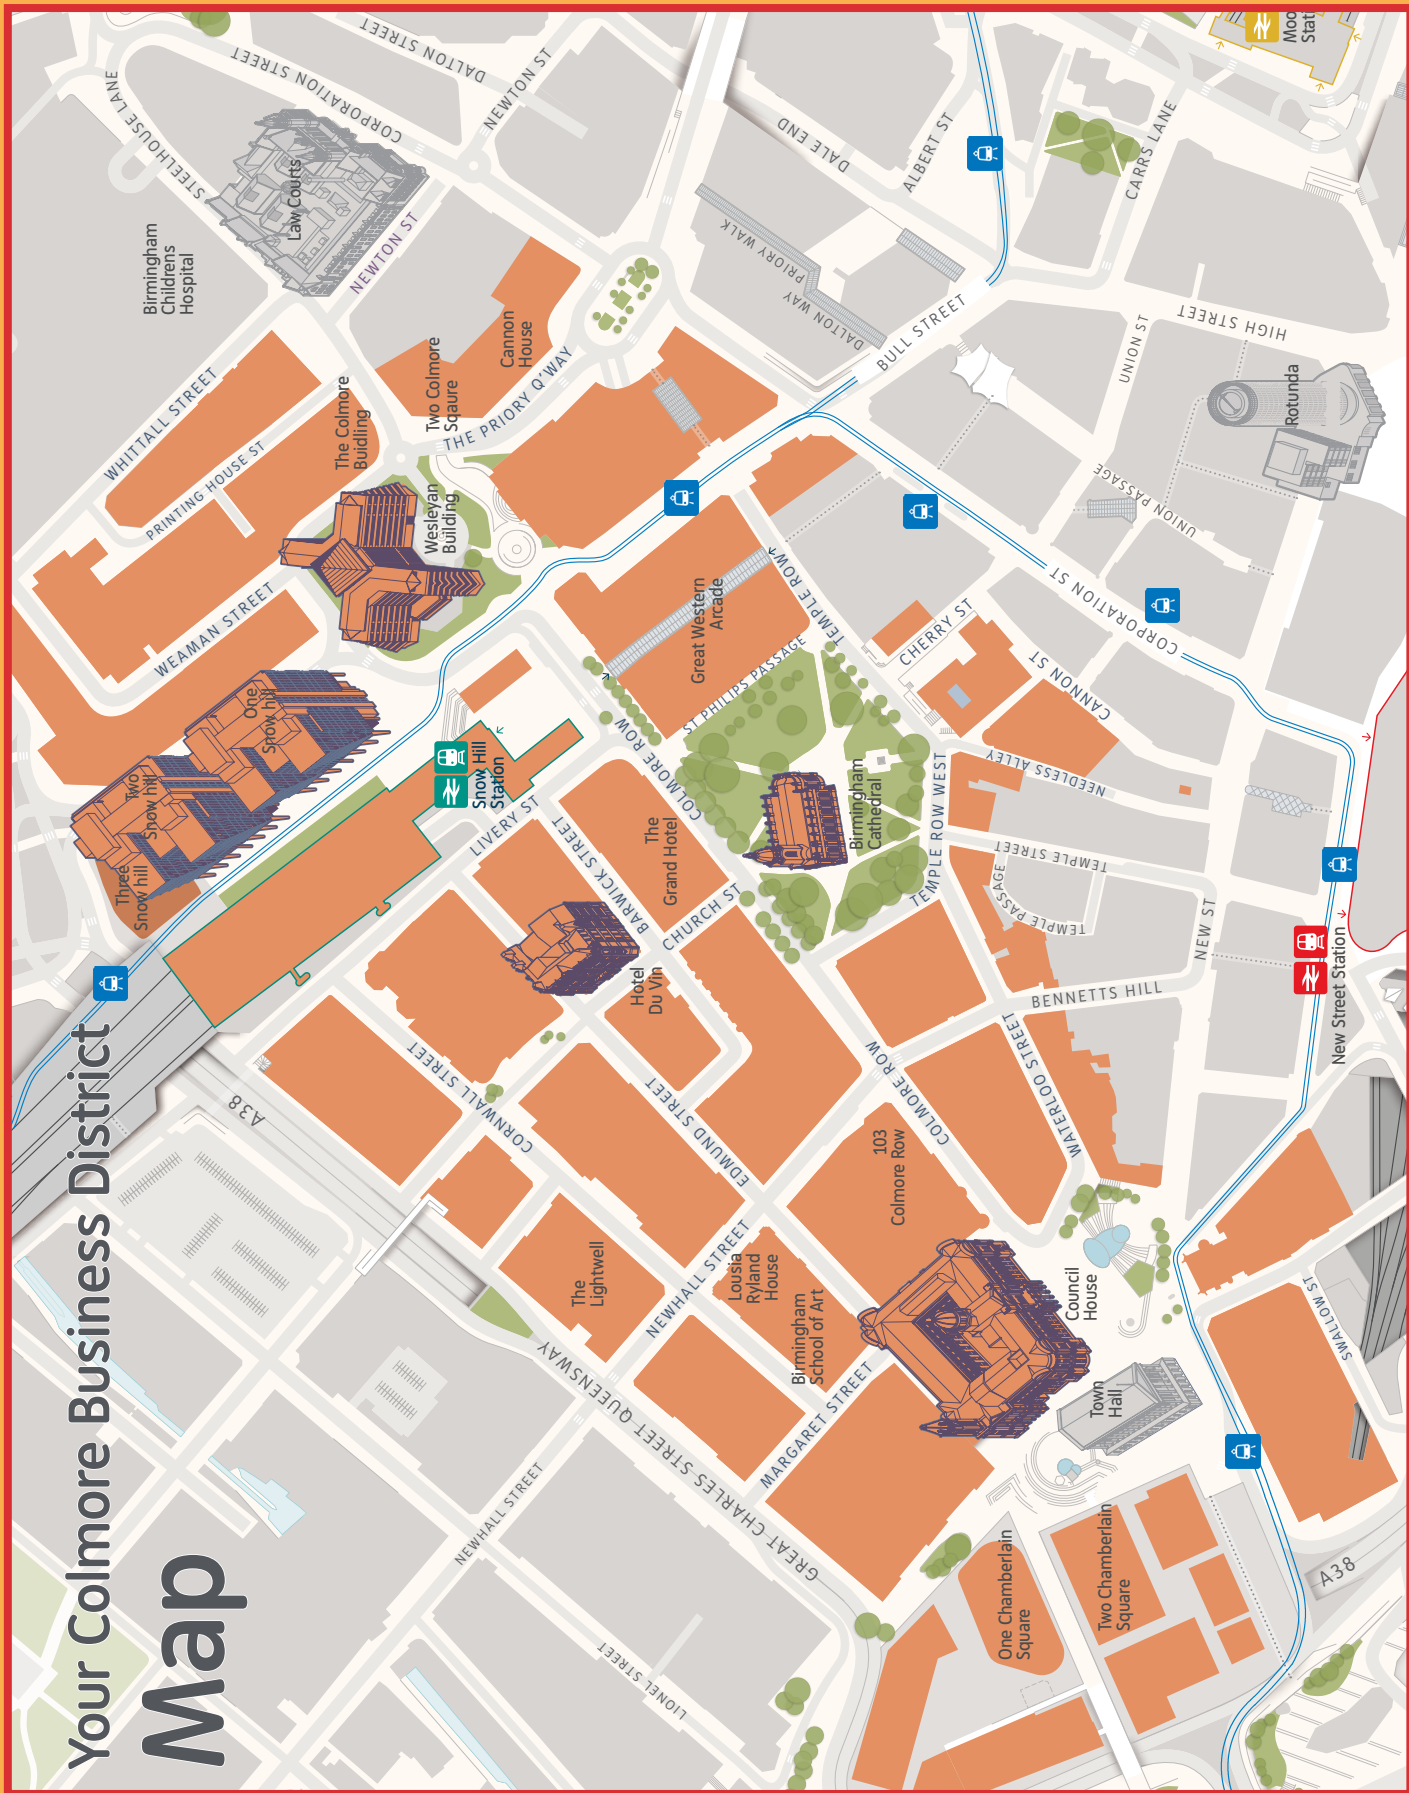 Your Colmore Business District
Map
STEELHOUSE LANE
CORPORATION STREET
DALTON STREET
NEWTON ST
Law Courts
NEWTON ST
Birmingham
Childrens
Hospital
DALE END
ALBERT ST
CARRS LANE
PRIORY WALK
DALTON WAY
BULL STREET
HIGH STREET
UNION ST
UNION PASSAGE
Rotunda
WHITTALL STREET
PRINTING HOUSE ST
The Colmore
Buidling
Two Colmore
Sqaure
Cannon
House
THE PRIORY Q'WAY
Wesleyan
Building
WEAMAN STREET
One
Snow hill
Two
Snow hill
Three
Snow hill
Snow Hill
Station
LIVERY ST
Great Western
Arcade
TEMPLE ROW
ST PHILIPS PASSAGE
CHERRY ST
CANNON ST
CORPORATION ST
COLMORE ROW
The
Grand Hotel
BARWICK STREET
CHURCH ST
Birmingham
Cathedral
TEMPLE ROW WEST
NEEDLESS ALLEY
TEMPLE STREET
TEMPLE PASSAGE
NEW ST
BENNETTS HILL
New Street Station
Hotel
Du Vin
A38
CORNWALL STREET
EDMUND STREET
COLMORE ROW
WATERLOO STREET
103
Colmore Row
The
Lightwell
NEWHALL STREET
Lousia
Ryland
House
Birmingham
School of Art
MARGARET STREET
Council
House
Town
Hall
SWALLOW ST
GREAT CHARLES STREET QUEENSWAY
NEWHALL STREET
LIONEL STREET
One Chamberlain
Square
Two Chamberlain
Square
A38